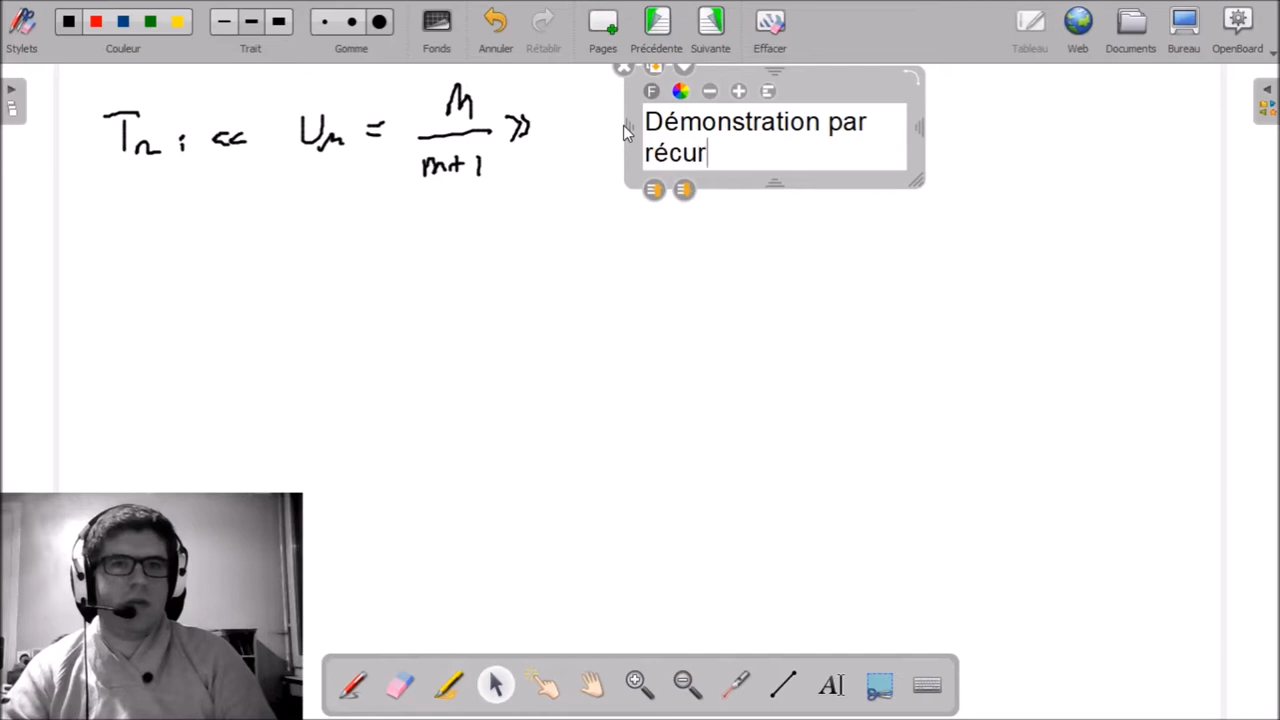 Stylets
Couleur
Trait
Gomme
Fonds
Annuler
Rétablir
Pages
Précédente
Suivante
Effacer
Tableau
Web
Documents
Bureau
OpenBoard
Tn : « Un = n/n+1 »
F
Démonstration par
récur
AI